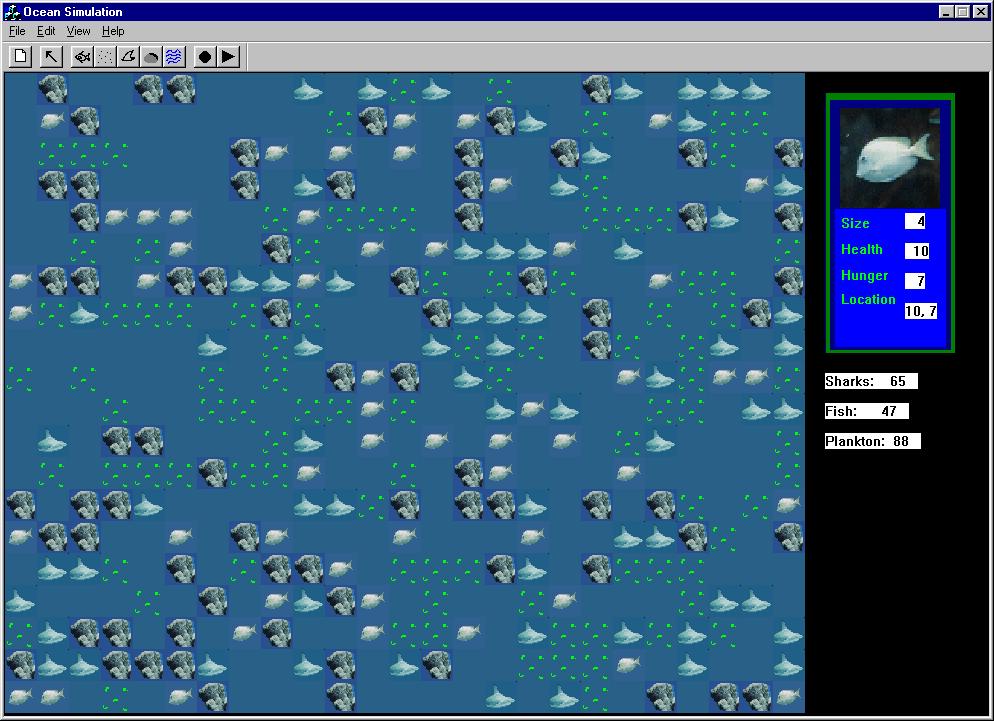 Ocean Simulation
File Edit View Help
Size 4
Health 10
Hunger 7
Location 10, 7
Sharks: 65
Fish: 47
Plankton: 88